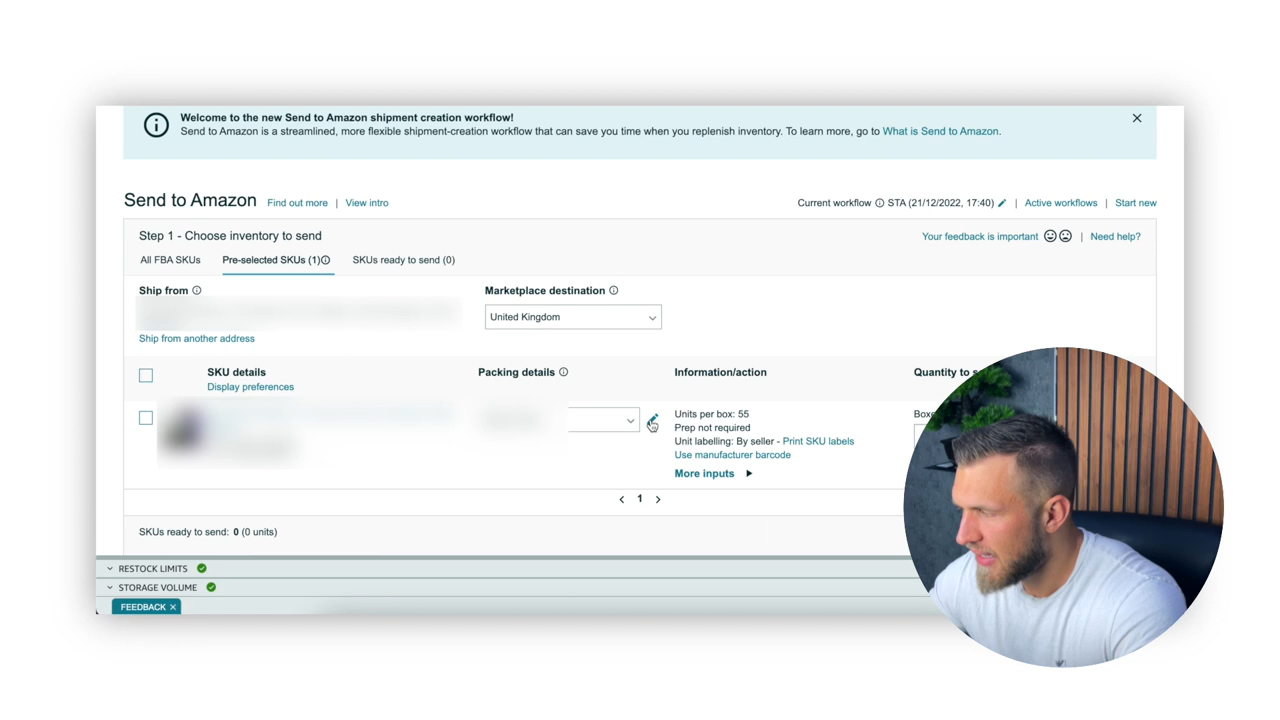 Welcome to the new Send to Amazon shipment creation workflow!
Send to Amazon is a streamlined, more flexible shipment-creation workflow that can save you time when you replenish inventory. To learn more, go to What is Send to Amazon.
Send to Amazon Find out more | View intro
Current workflow STA (21/12/2022, 17:40) | Active workflows | Start new
Step 1 - Choose inventory to send
Your feedback is important | Need help?
All FBA SKUs Pre-selected SKUs (1) SKUs ready to send (0)
Ship from
Marketplace destination
United Kingdom
Ship from another address
SKU details
Packing details
Information/action
Quantity to
Display preferences
Units per box: 55
Prep not required
Unit labelling: By seller - Print SKU labels
Use manufacturer barcode
More inputs
1
SKUs ready to send: 0 (0 units)
RESTOCK LIMITS
STORAGE VOLUME
FEEDBACK